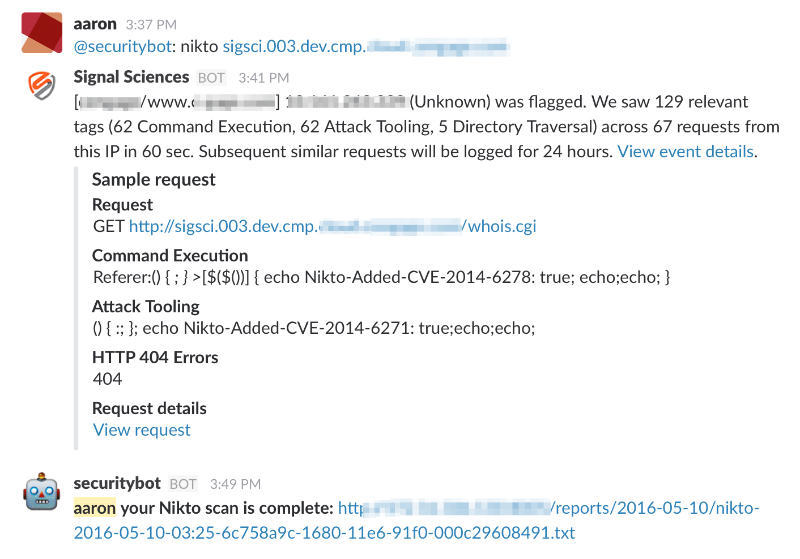 aaron 3:37 PM
@securitybot: nikto sigsci.003.dev.cmp.
Signal Sciences BOT 3:41 PM
[ /www. ] (Unknown) was flagged. We saw 129 relevant
tags (62 Command Execution, 62 Attack Tooling, 5 Directory Traversal) across 67 requests from
this IP in 60 sec. Subsequent similar requests will be logged for 24 hours. View event details.
Sample request
Request
GET http://sigsci.003.dev.cmp. /whois.cgi
Command Execution
Referer:() { ; } >[$($())] { echo Nikto-Added-CVE-2014-6278: true; echo;echo; }
Attack Tooling
() { :; }; echo Nikto-Added-CVE-2014-6271: true;echo;echo;
HTTP 404 Errors
404
Request details
View request
securitybot BOT 3:49 PM
aaron your Nikto scan is complete: http /reports/2016-05-10/nikto-
2016-05-10-03:25-6c758a9c-1680-11e6-91f0-000c29608491.txt